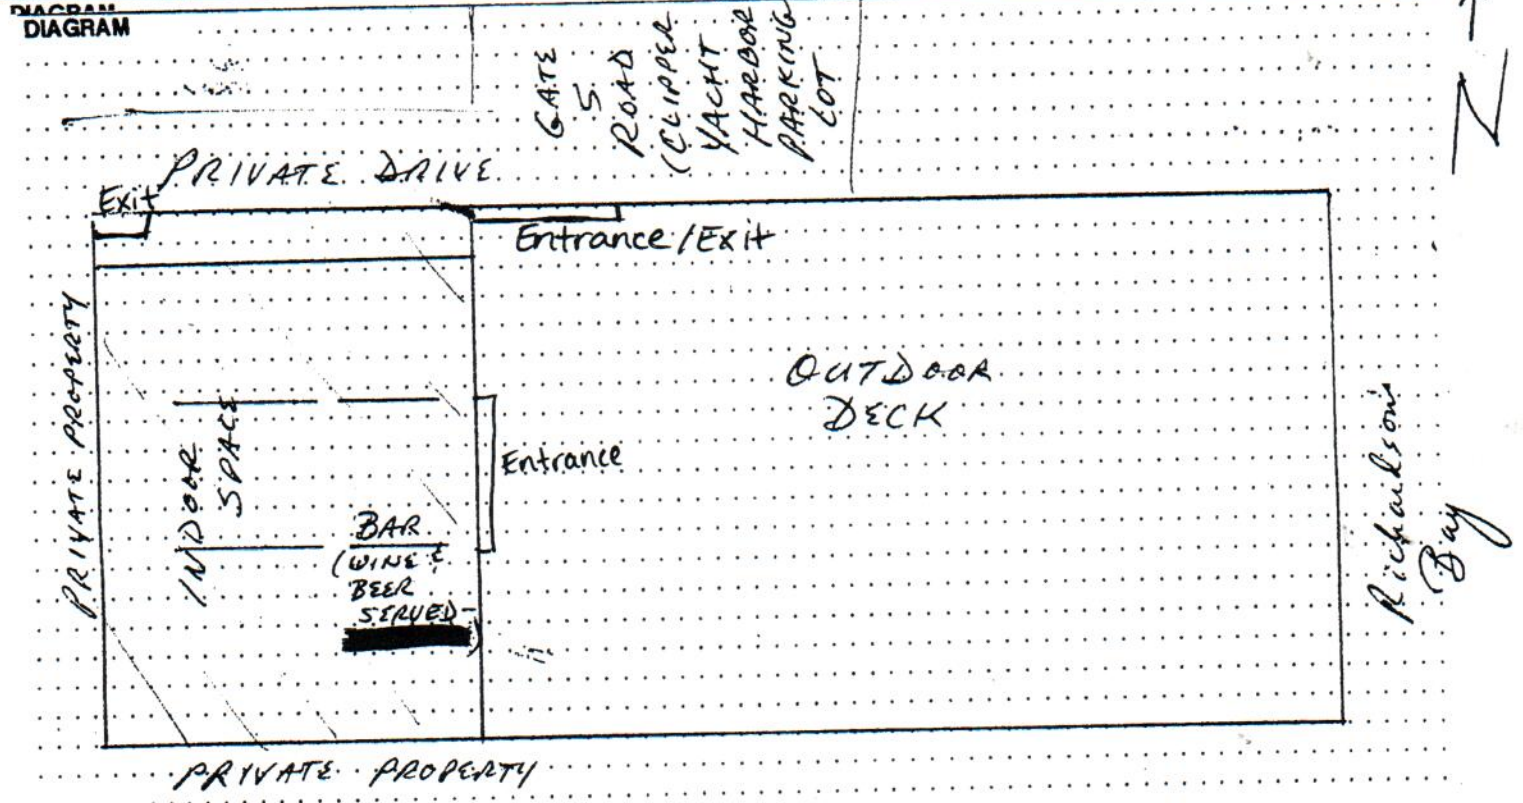 DIAGRAM
DIAGRAM
GATE
5
ROAD
(CLIPPER
YACHT
HARBOR
PARKING
LOT
N
PRIVATE DRIVE
Exit
Entrance/Exit
PRIVATE PROPERTY
OUTDOOR
DECK
INDOOR
SPACE
Entrance
BAR
(WINE &
BEER
SERVED-
)
Richardson's
Bay
PRIVATE PROPERTY